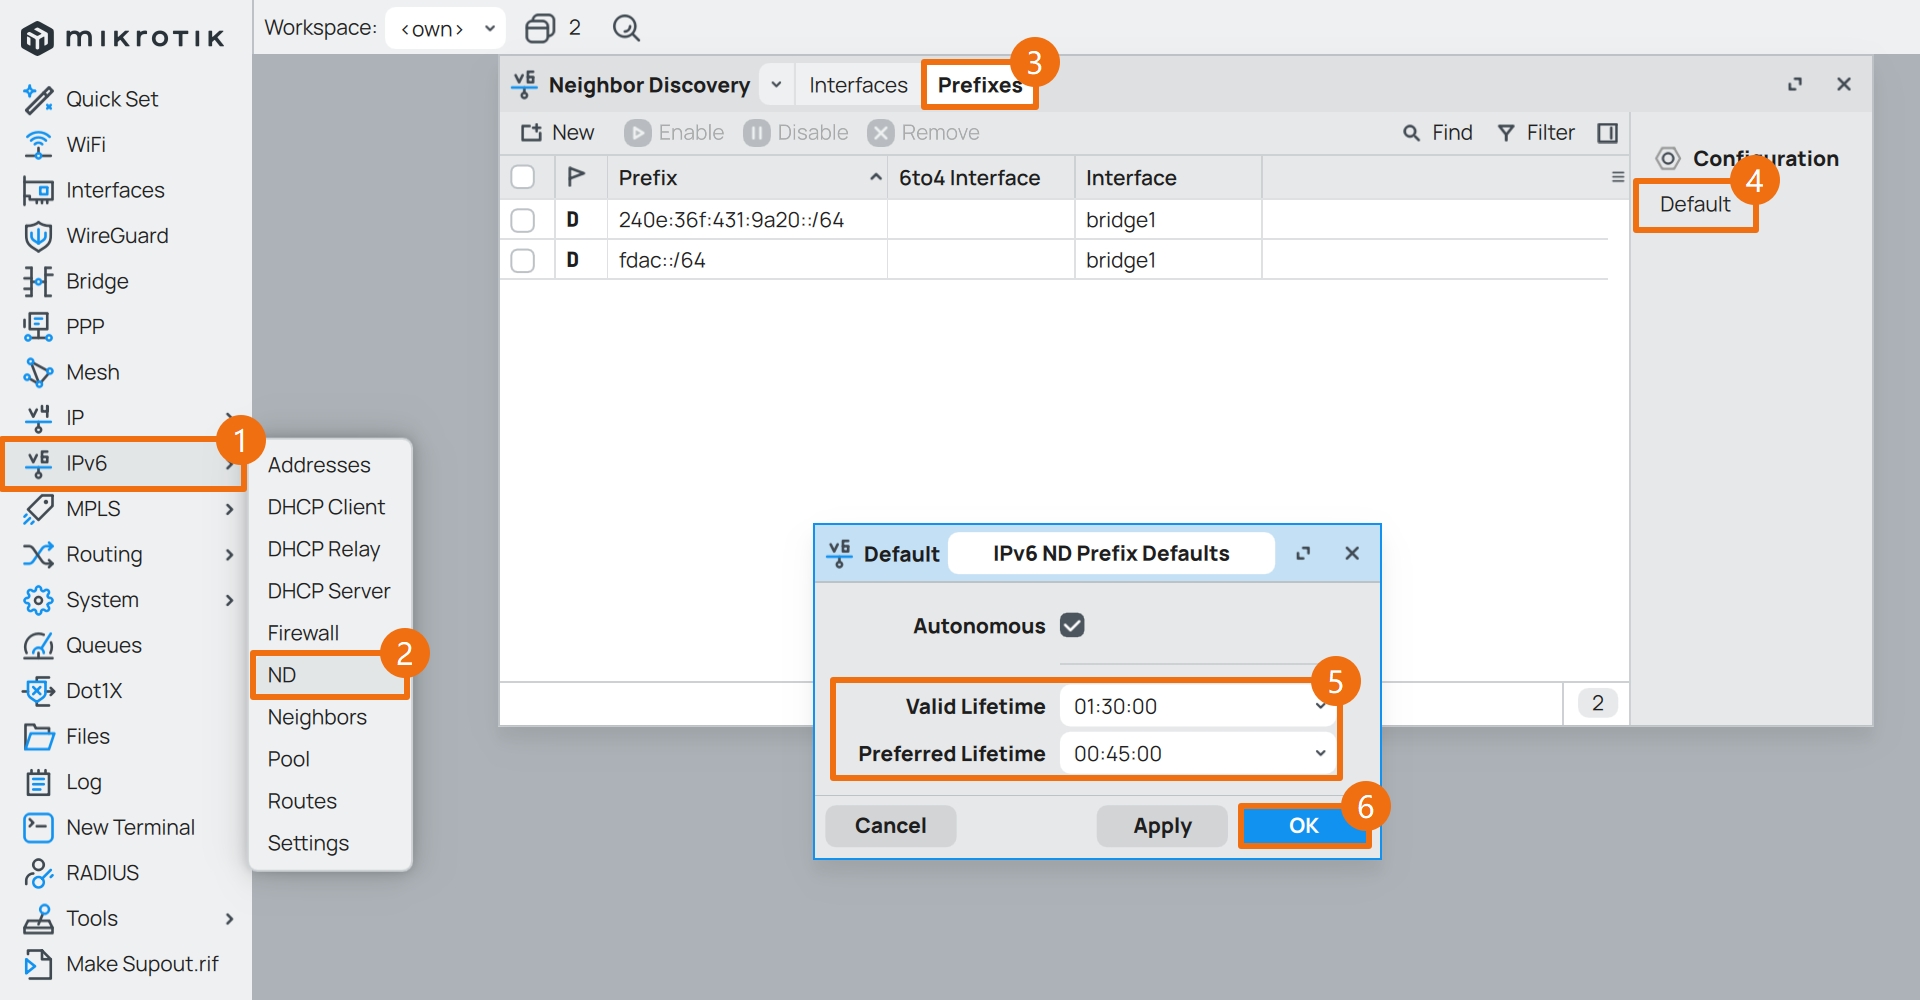 mikrotik
Workspace: <own> 2
Quick Set
WiFi
Interfaces
WireGuard
Bridge
PPP
Mesh
v4 IP
v6 IPv6
1
MPLS
Routing
System
Queues
Dot1X
Files
Log
New Terminal
RADIUS
Tools
Make Supout.rif
Addresses
DHCP Client
DHCP Relay
DHCP Server
Firewall
ND
2
Neighbors
Pool
Routes
Settings
v6 Neighbor Discovery Interfaces Prefixes
3
New Enable Disable Remove Find Filter
Prefix 6to4 Interface Interface
D 240e:36f:431:9a20::/64 bridge1
D fdac::/64 bridge1
2
Configuration
4
Default
v6 Default IPv6 ND Prefix Defaults
Autonomous
5
Valid Lifetime 01:30:00
Preferred Lifetime 00:45:00
6
Cancel Apply OK